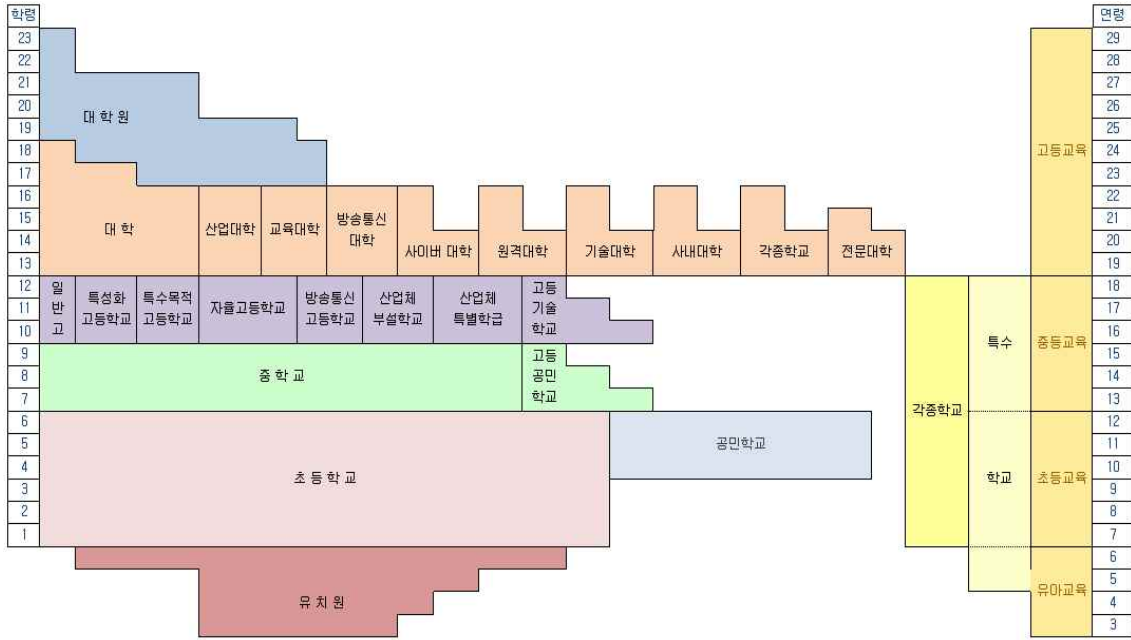 학령
연령
23
29
22
28
21
27
20
26
19
25
18
24
17
23
16
22
15
21
14
20
13
19
12
18
11
17
10
16
9
15
8
14
7
13
6
12
5
11
4
10
3
9
2
8
1
7
6
5
4
3
대 학 원
고등교육
대 학
산업대학
교육대학
방송통신
대학
사이버 대학
원격대학
기술대학
사내대학
각종학교
전문대학
일
반
고
특성화
고등학교
특수목적
고등학교
자율고등학교
방송통신
고등학교
산업체
부설학교
산업체
특별학급
고등
기술
학교
특수
중등교육
중 학 교
고등
공민
학교
각종학교
초 등 학 교
공민학교
학교
초등교육
유 치 원
유아교육